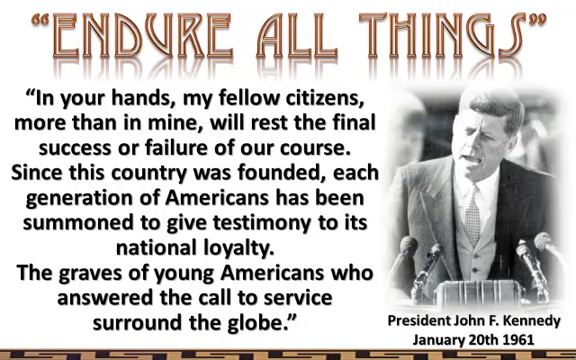 “ENDURE ALL THINGS”
“In your hands, my fellow citizens,
more than in mine, will rest the final
success or failure of our course.
Since this country was founded, each
generation of Americans has been
summoned to give testimony to its
national loyalty.
The graves of young Americans who
answered the call to service
surround the globe.”
President John F. Kennedy
January 20th 1961